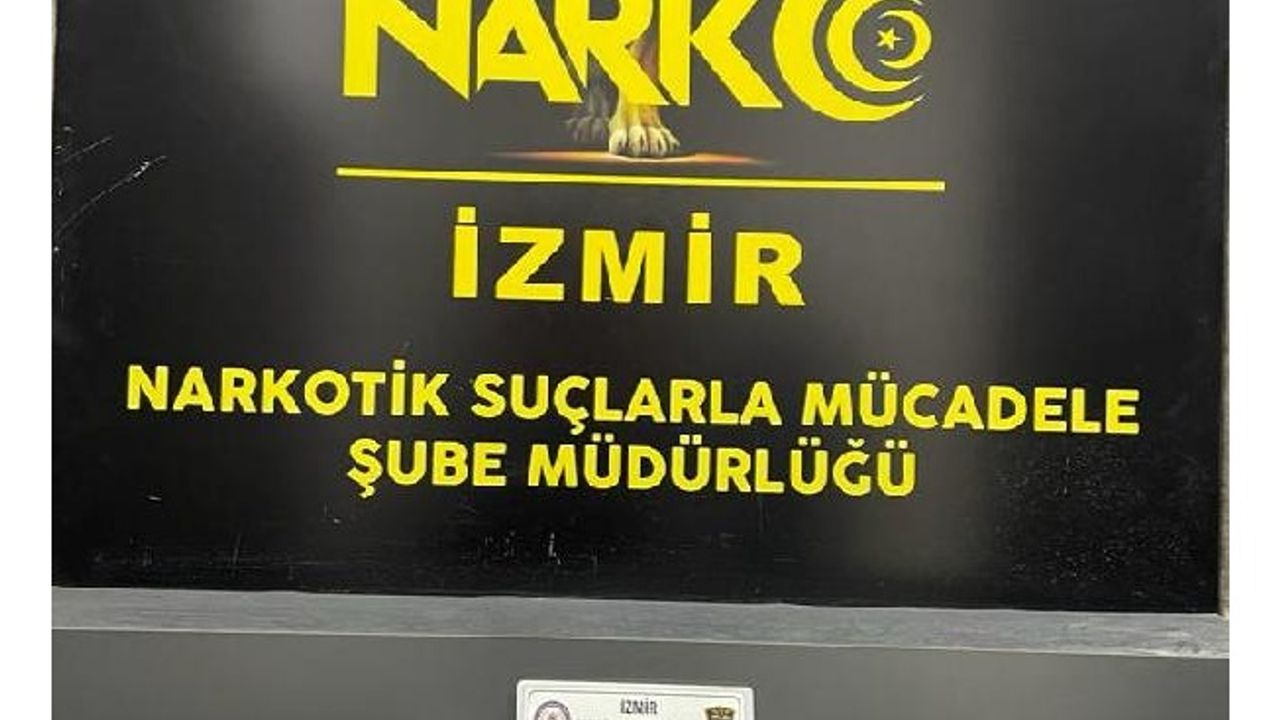 NARKO
İZMİR
NARKOTİK SUÇLARLA MÜCADELE
ŞUBE MÜDÜRLÜĞÜ
İZMİR